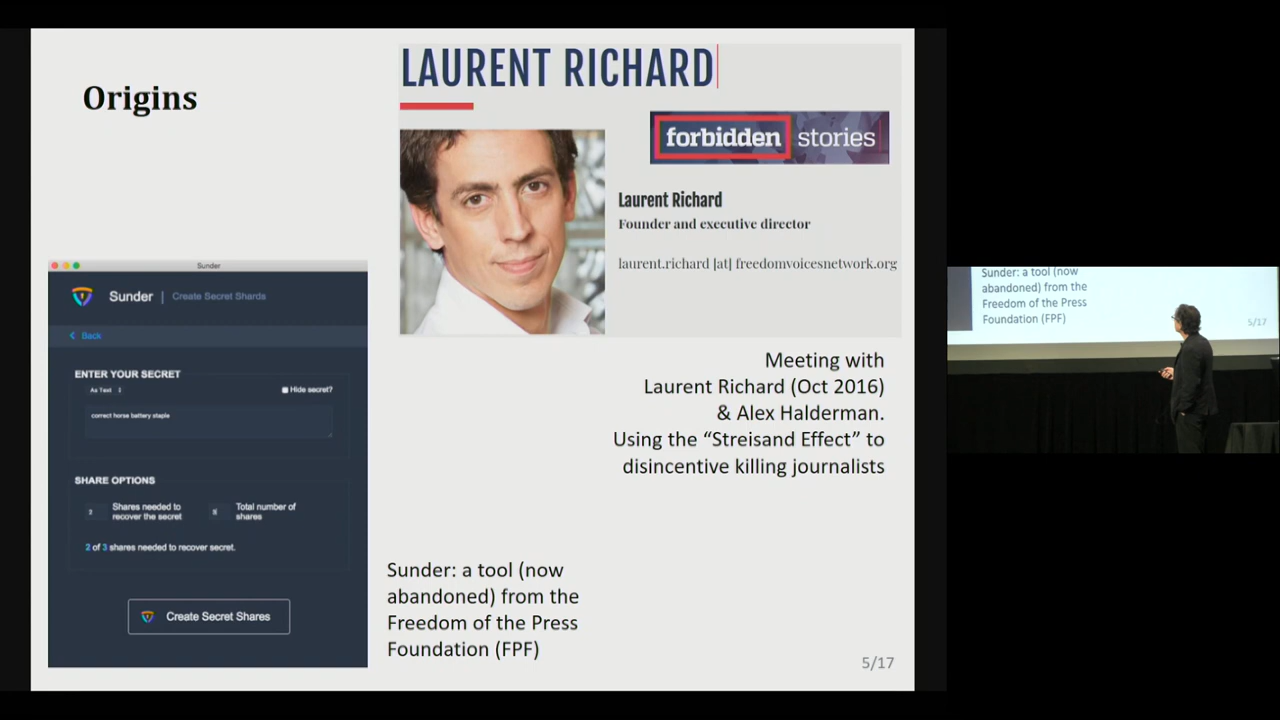 Origins
LAURENT RICHARD
forbidden stories
Laurent Richard
Founder and executive director
laurent.richard [at] freedomvoicesnetwork.org
Sunder
Sunder | Create Secret Shards
Back
ENTER YOUR SECRET
As Text
Hide secret?
correct horse battery staple
SHARE OPTIONS
Shares needed to
recover the secret
Total number of
shares
2 of 3 shares needed to recover secret.
Create Secret Shares
Meeting with
Laurent Richard (Oct 2016)
& Alex Halderman.
Using the “Streisand Effect” to
disincentive killing journalists
Sunder: a tool (now
abandoned) from the
Freedom of the Press
Foundation (FPF)
5/17
Sunder: a tool (now
abandoned) from the
Freedom of the Press
Foundation (FPF)
5/17